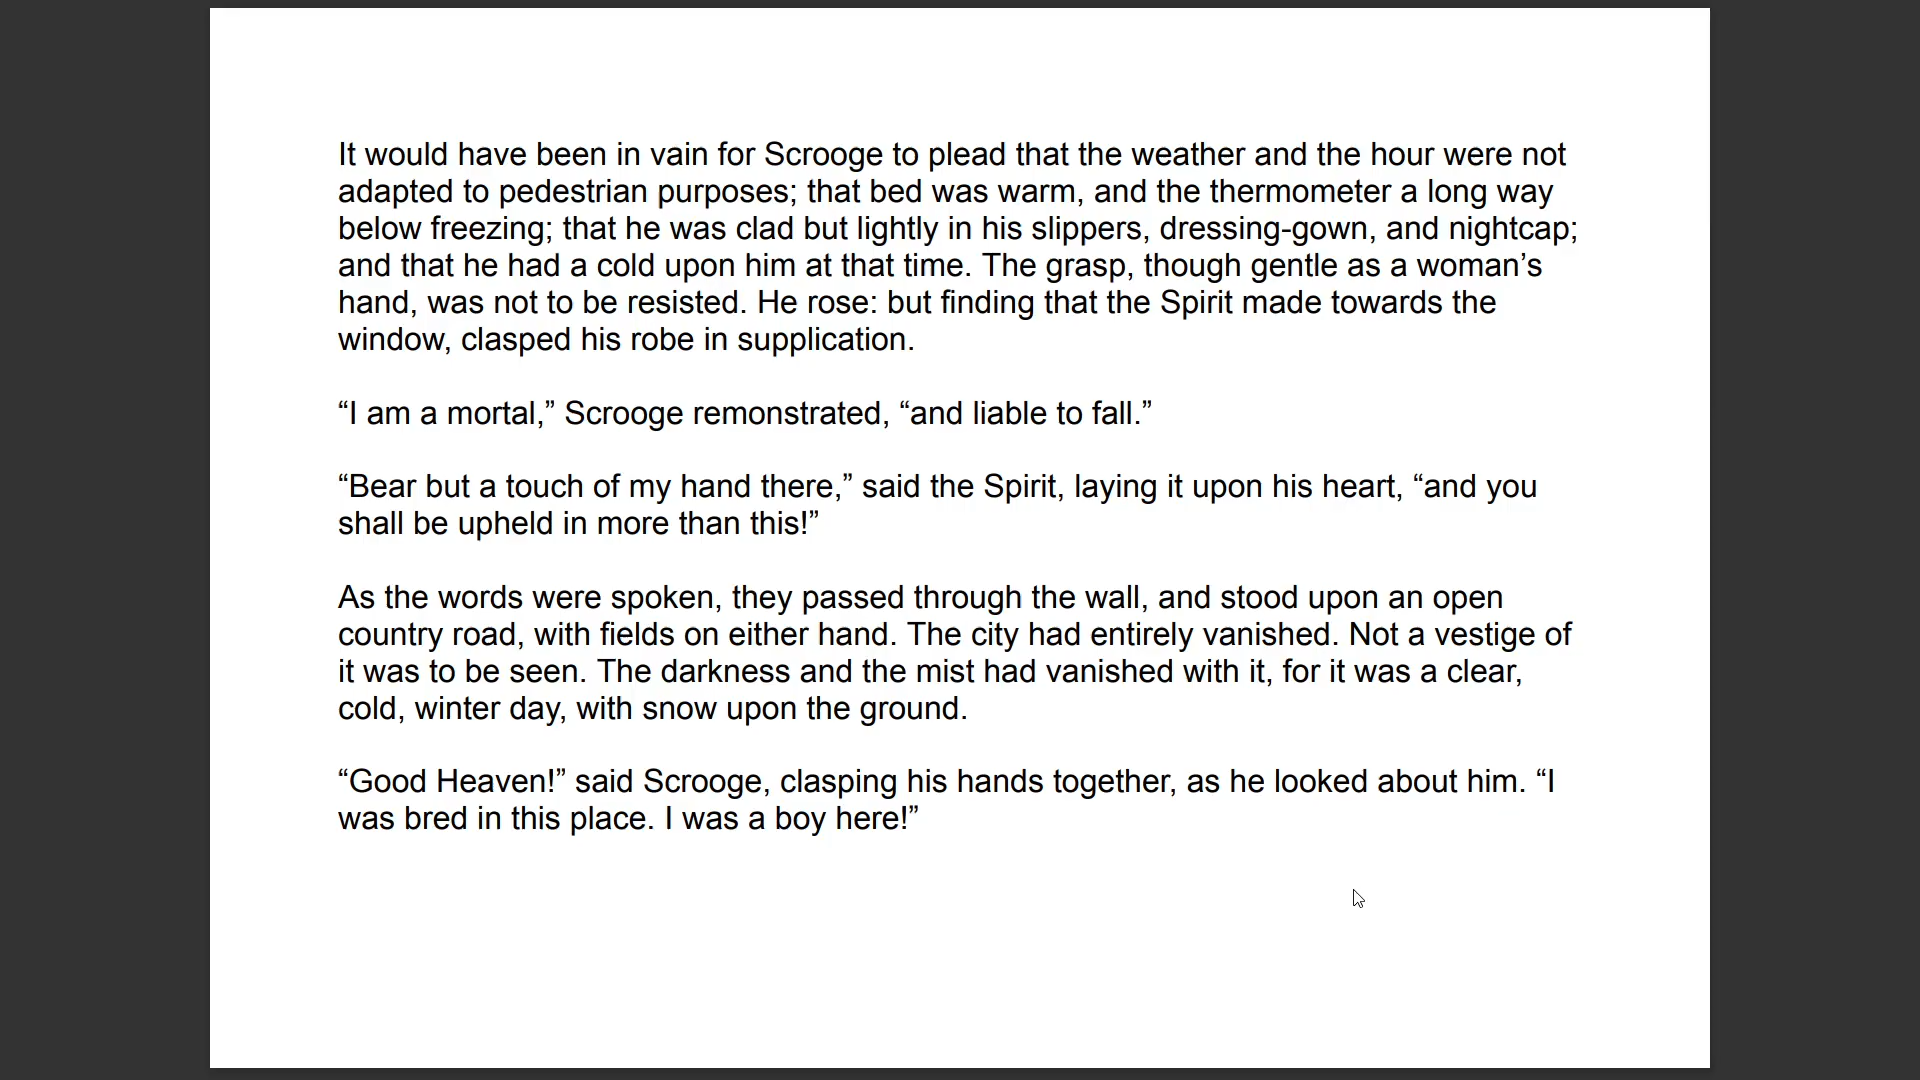 It would have been in vain for Scrooge to plead that the weather and the hour were not
adapted to pedestrian purposes; that bed was warm, and the thermometer a long way
below freezing; that he was clad but lightly in his slippers, dressing-gown, and nightcap;
and that he had a cold upon him at that time. The grasp, though gentle as a woman’s
hand, was not to be resisted. He rose: but finding that the Spirit made towards the
window, clasped his robe in supplication.
“I am a mortal,” Scrooge remonstrated, “and liable to fall.”
“Bear but a touch of my hand there,” said the Spirit, laying it upon his heart, “and you
shall be upheld in more than this!”
As the words were spoken, they passed through the wall, and stood upon an open
country road, with fields on either hand. The city had entirely vanished. Not a vestige of
it was to be seen. The darkness and the mist had vanished with it, for it was a clear,
cold, winter day, with snow upon the ground.
“Good Heaven!” said Scrooge, clasping his hands together, as he looked about him. “I
was bred in this place. I was a boy here!”